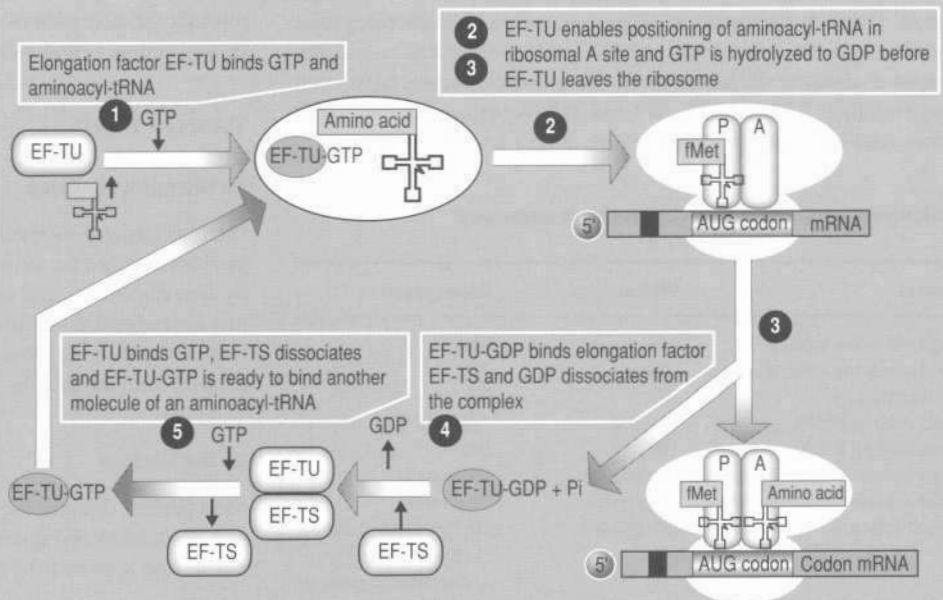 Elongation factor EF-TU binds GTP and
aminoacyl-tRNA
1
GTP
EF-TU
Amino acid
EF-TU-GTP
2
2
3
EF-TU enables positioning of aminoacyl-tRNA in
ribosomal A site and GTP is hydrolyzed to GDP before
EF-TU leaves the ribosome
P
A
fMet
5'
AUG codon
mRNA
3
EF-TU binds GTP, EF-TS dissociates
and EF-TU-GTP is ready to bind another
molecule of an aminoacyl-tRNA
5
GTP
EF-TU-GDP binds elongation factor
EF-TS and GDP dissociates from
the complex
4
GDP
EF-TU-GTP
EF-TS
EF-TU
EF-TS
EF-TS
EF-TU-GDP + Pi
P
A
fMet
Amino acid
5'
AUG codon
Codon mRNA